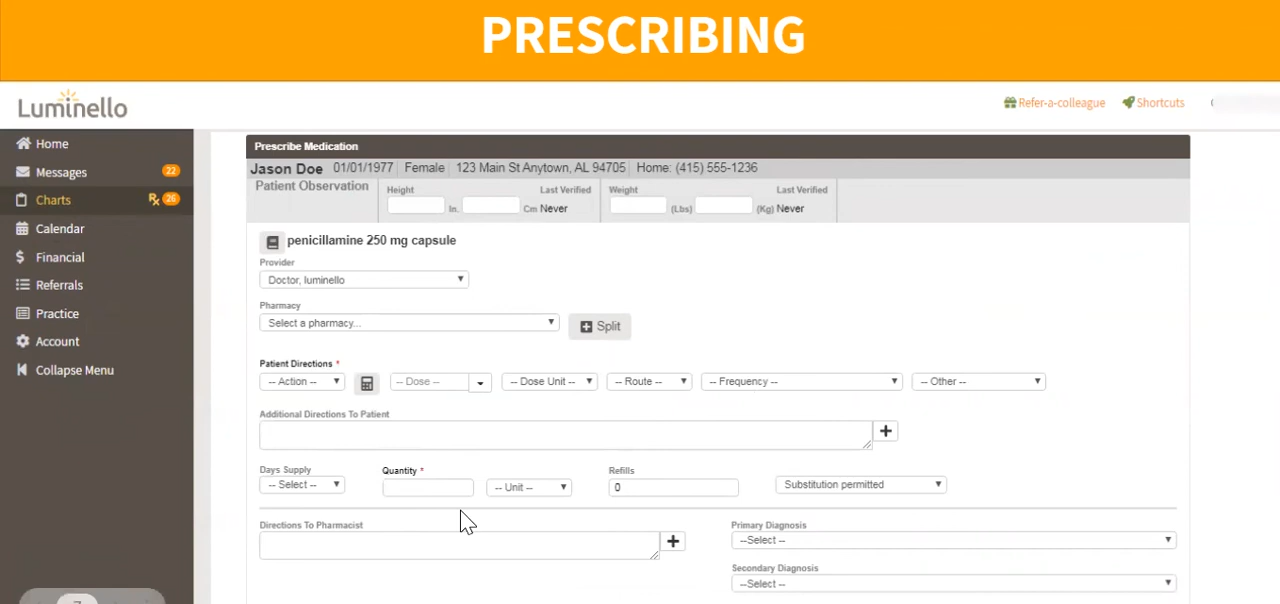 PRESCRIBING
Luminello
Refer-a-colleague Shortcuts
Home
Messages 22
Charts Rx 26
Calendar
$ Financial
Referrals
Practice
Account
Collapse Menu
Prescribe Medication
Jason Doe 01/01/1977 Female 123 Main St Anytown, AL 94705 Home: (415) 555-1236
Patient Observation Height Last Verified Weight Last Verified
In. Cm Never (Lbs) (Kg) Never
penicillamine 250 mg capsule
Provider
Doctor, luminello
Pharmacy
Select a pharmacy... Split
Patient Directions *
-- Action -- -- Dose -- -- Dose Unit -- -- Route -- -- Frequency -- -- Other --
Additional Directions To Patient
Days Supply Quantity * Refills
-- Select -- -- Unit -- 0 Substitution permitted
Directions To Pharmacist Primary Diagnosis
--Select --
Secondary Diagnosis
--Select --